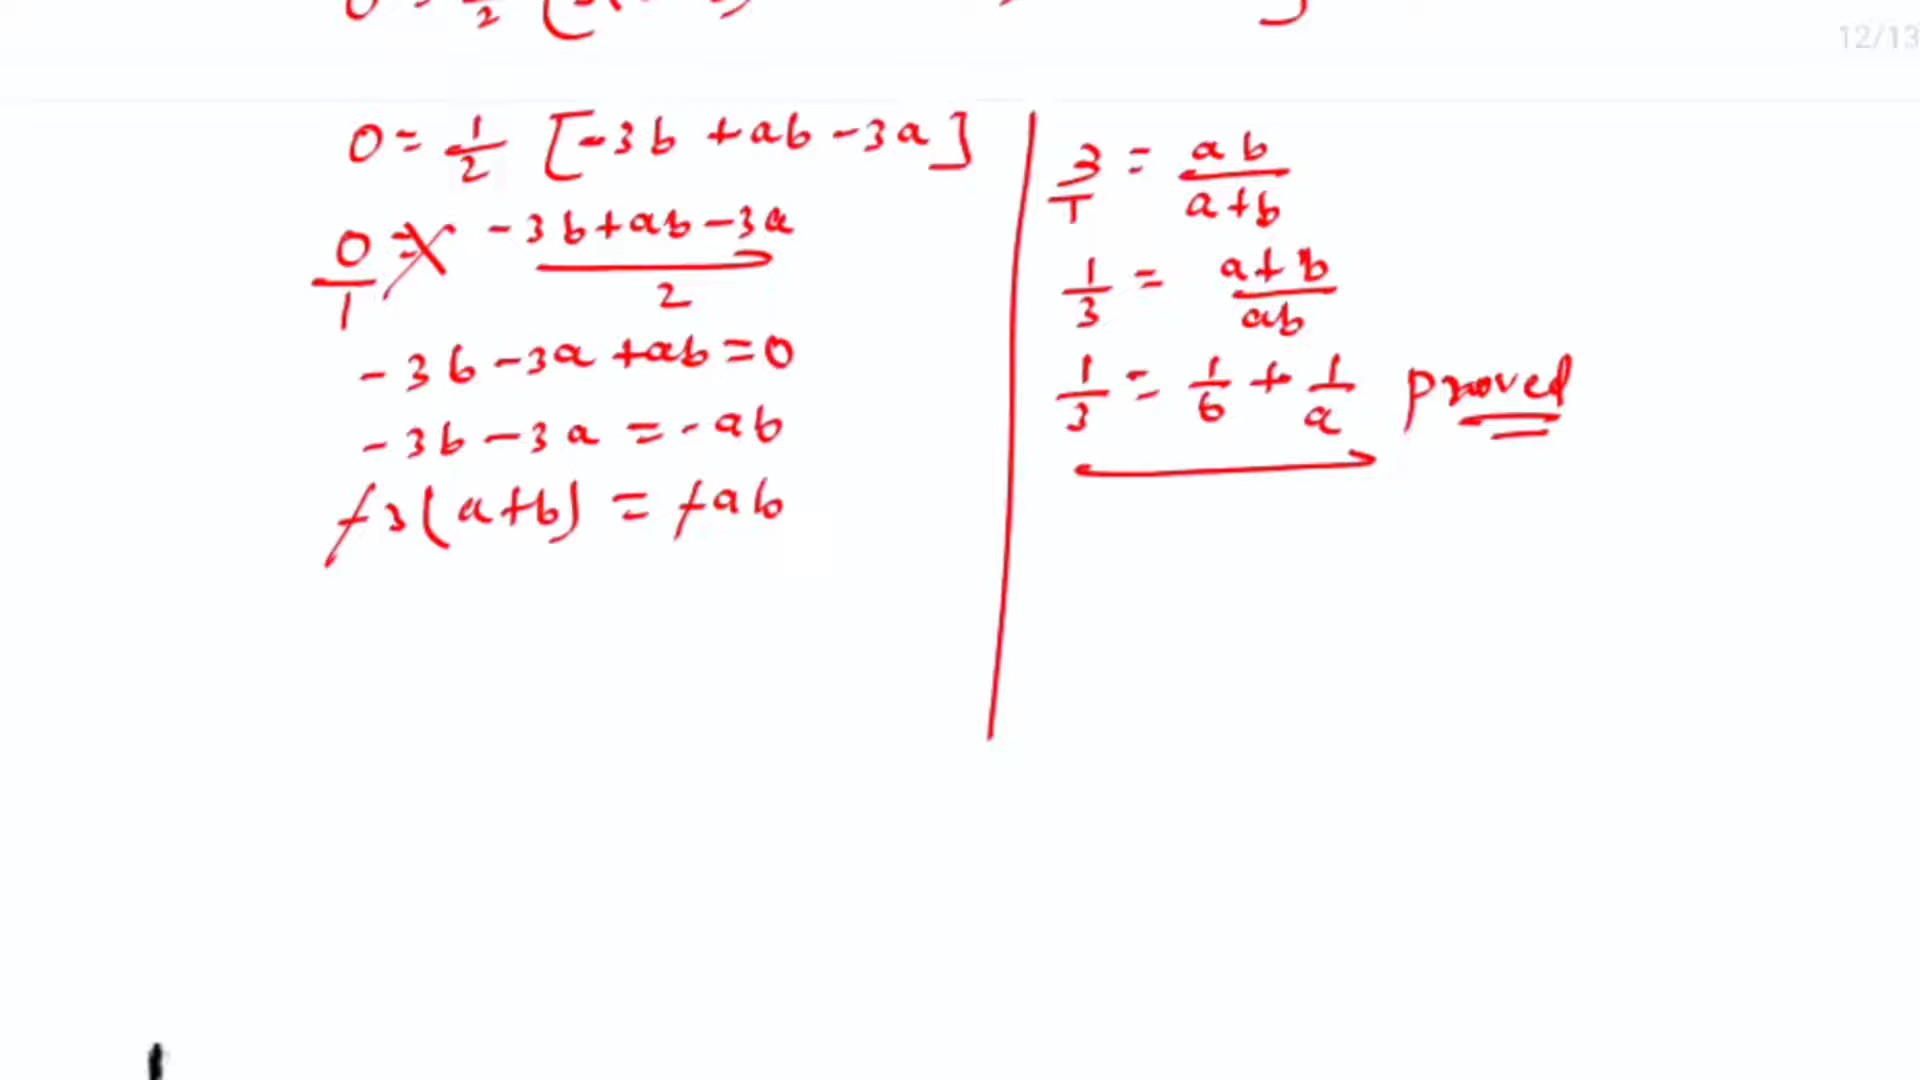 12/13
0 = 1/2 [-3b + ab - 3a]
0/1 = (-3b + ab - 3a)/2
-3b - 3a + ab = 0
-3b - 3a = -ab
-3(a+b) = -ab
3/1 = ab/(a+b)
1/3 = (a+b)/ab
1/3 = 1/b + 1/a proved